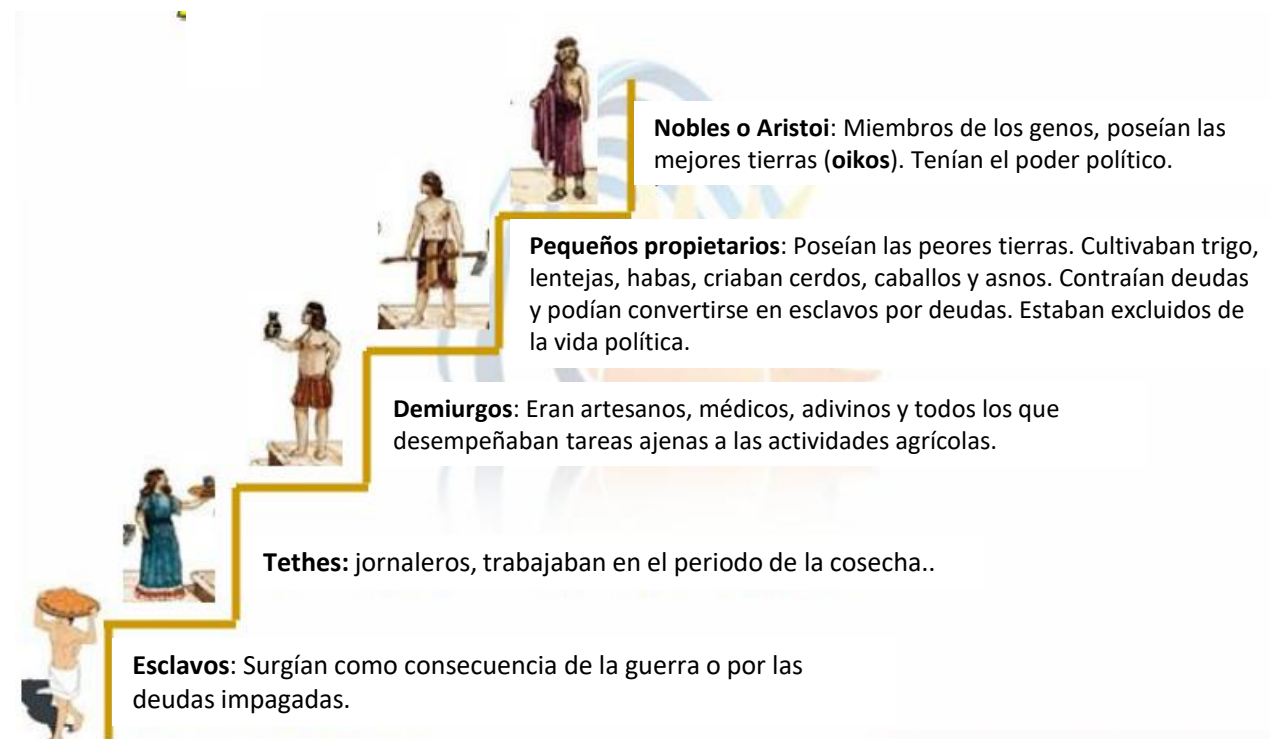 Nobles o Aristoi: Miembros de los genos, poseían las
mejores tierras (oikos). Tenían el poder político.
Pequeños propietarios: Poseían las peores tierras. Cultivaban trigo,
lentejas, habas, criaban cerdos, caballos y asnos. Contraían deudas
y podían convertirse en esclavos por deudas. Estaban excluidos de
la vida política.
Demiurgos: Eran artesanos, médicos, adivinos y todos los que
desempeñaban tareas ajenas a las actividades agrícolas.
Tethes: jornaleros, trabajaban en el periodo de la cosecha..
Esclavos: Surgían como consecuencia de la guerra o por las
deudas impagadas.